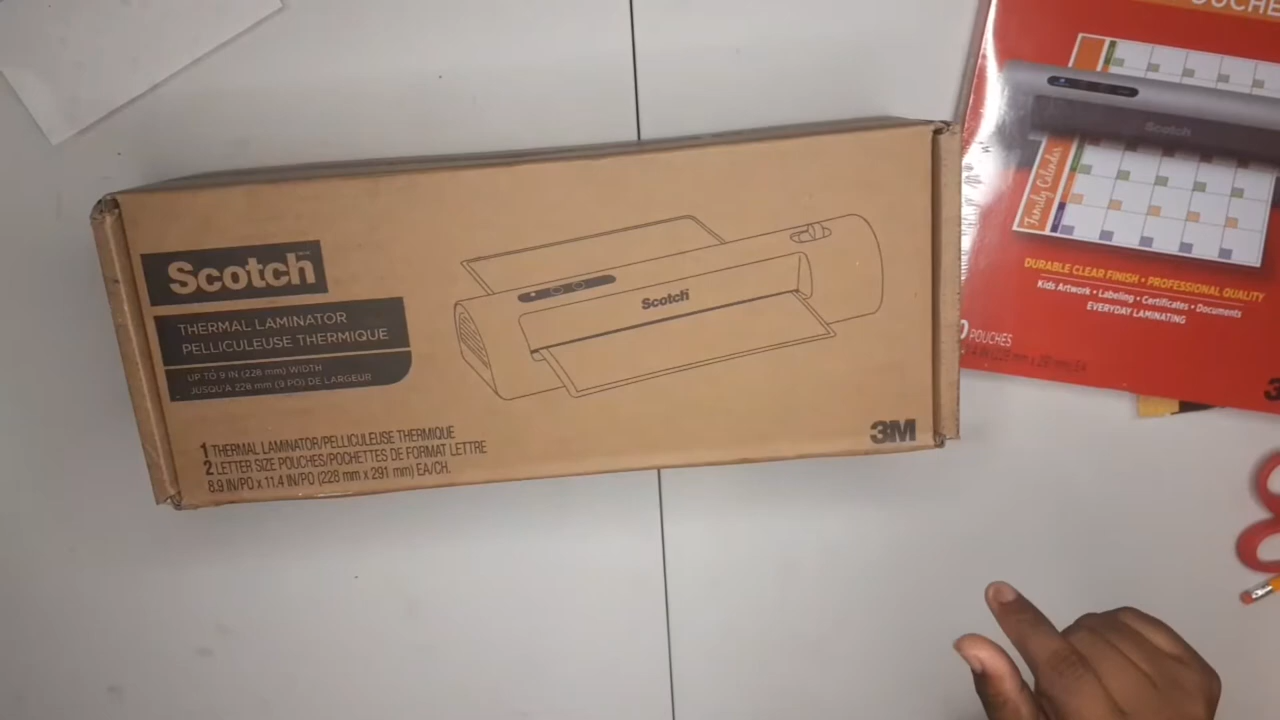 Scotch™
THERMAL LAMINATOR
PELLICULEUSE THERMIQUE
UP TO 9 IN (228 mm) WIDTH
JUSQU'À 228 mm (9 PO) DE LARGEUR
1 THERMAL LAMINATOR/PELLICULEUSE THERMIQUE
2 LETTER SIZE POUCHES/POCHETTES DE FORMAT LETTRE
8.9 IN/PO x 11.4 IN/PO (228 mm x 291 mm) EA/CH.
Scotch
3M
Scotch
Family Calendar
DURABLE CLEAR FINISH • PROFESSIONAL QUALITY
Kids Artwork • Labeling • Certificates • Documents
EVERYDAY LAMINATING
POUCHES